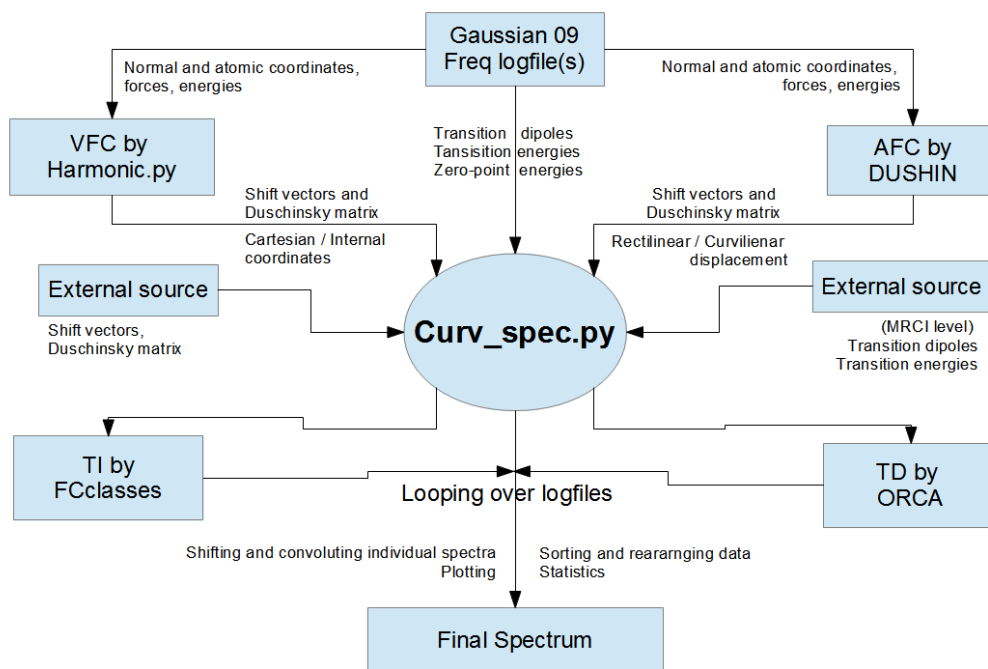 Gaussian 09
Freq logfile(s)
Normal and atomic coordinates,
forces, energies
Normal and atomic coordinates,
forces, energies
VFC by
Harmonic.py
Transition dipoles
Tansisition energies
Zero-point energies
AFC by
DUSHIN
Shift vectors and
Duschinsky matrix
Cartesian / Internal
coordinates
Shift vectors and
Duschinsky matrix
Rectilinear / Curvilienar
displacement
External source
Shift vectors,
Duschinsky matrix
Curv_spec.py
External source
(MRCI level)
Transition dipoles
Transition energies
TI by
FCclasses
Looping over logfiles
TD by
ORCA
Shifting and convoluting individual spectra
Plotting
Sorting and rearamging data
Statistics
Final Spectrum